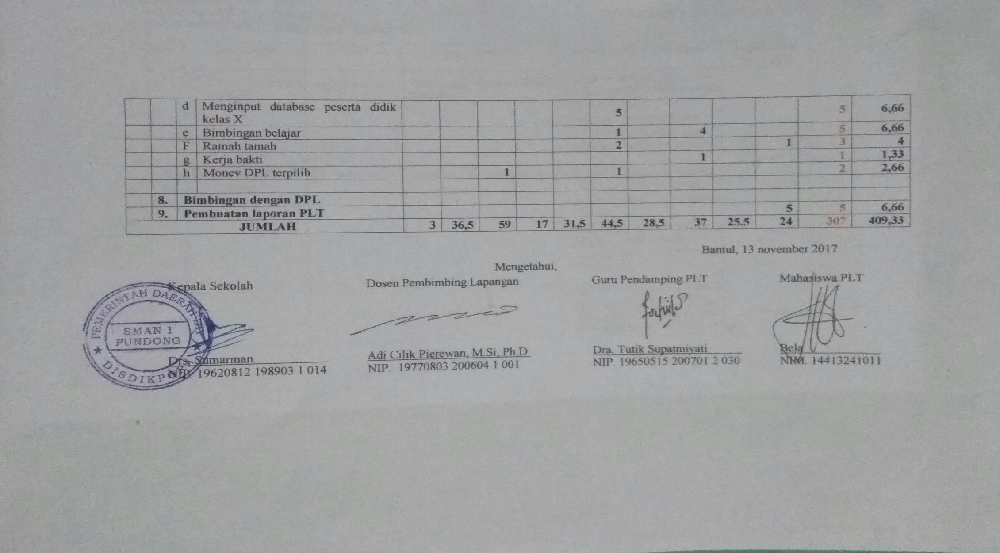 d Menginput database peserta didik 5 5 6,66
kelas X
e Bimbingan belajar 1 4 5 6,66
F Ramah tamah 2 1 3 4
g Kerja bakti 1 1 1,33
h Monev DPL terpilih 1 1 2 2,66
8. Bimbingan dengan DPL
9. Pembuatan laporan PLT 5 5 6,66
JUMLAH 3 36,5 59 17 31,5 44,5 28,5 37 25.5 24 307 409,33
Bantul, 13 november 2017
Mengetahui,
Kepala Sekolah Dosen Pembimbing Lapangan Guru Pendamping PLT Mahasiswa PLT
PEMERINTAH DAERAH DIY
SMAN 1
PUNDONG
DISDIKPORA
Drs. Sumarman Adi Cilik Pierewan, M.Si, Ph.D Dra. Tutik Supatmiyati Bela
NIP. 19620812 198903 1 014 NIP. 19770803 200604 1 001 NIP. 19650515 200701 2 030 NIM. 14413241011